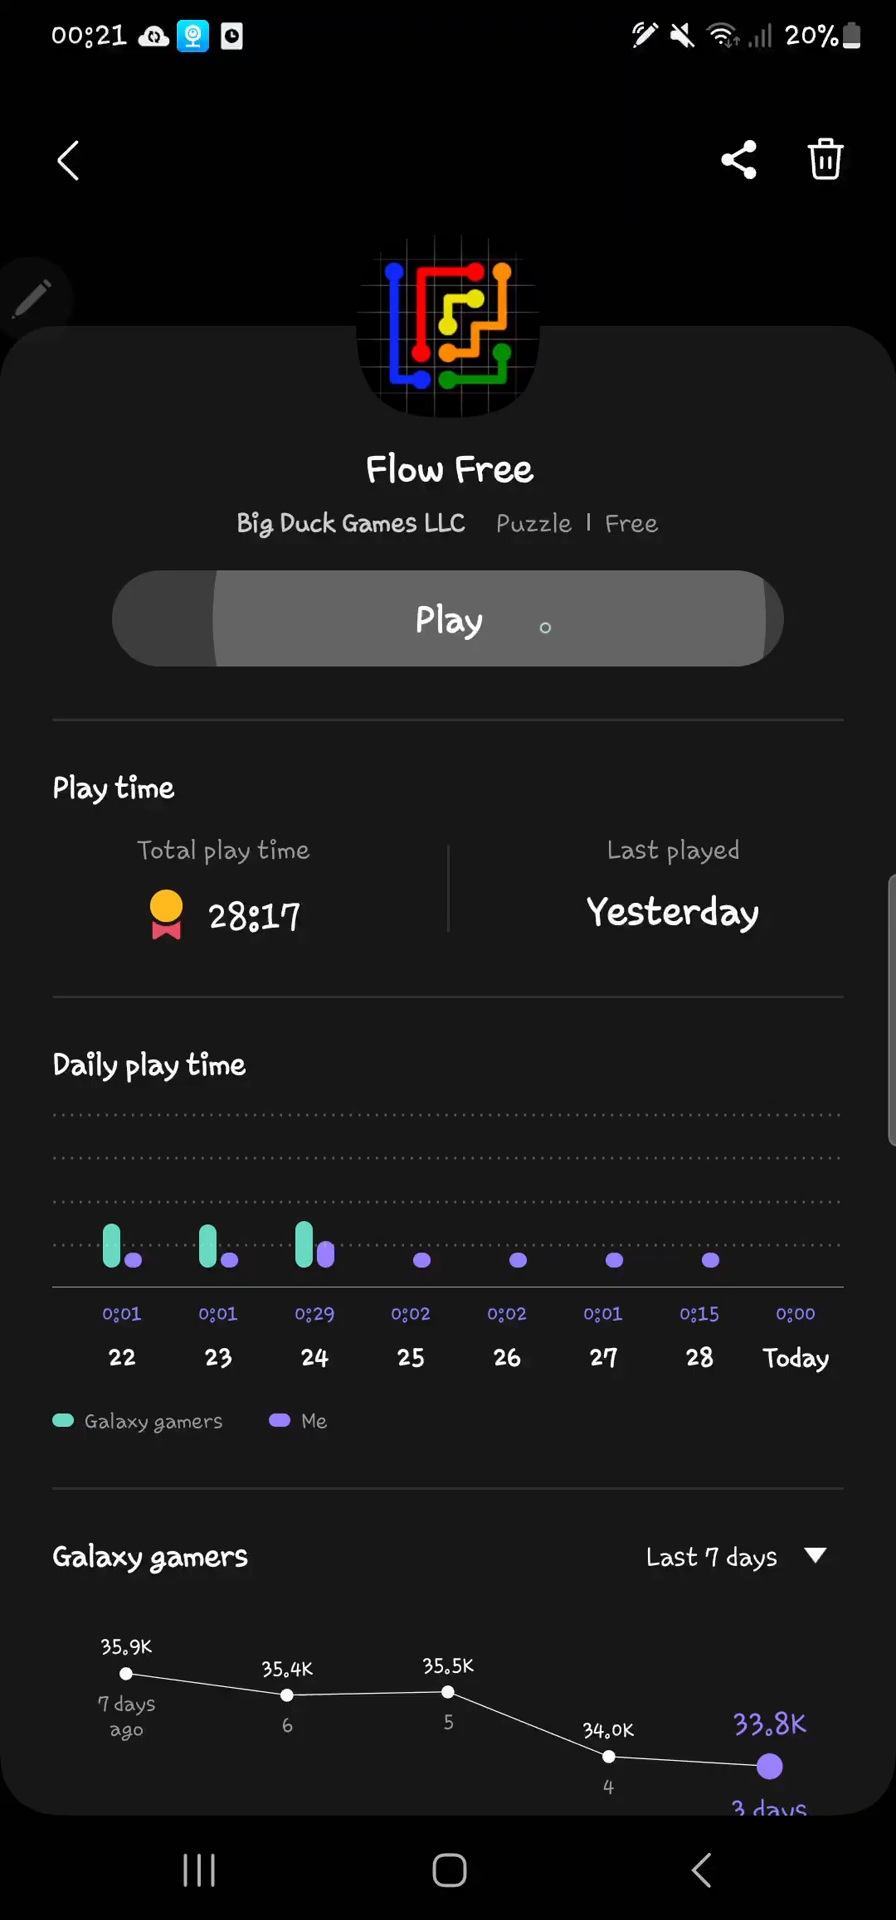 00:21 20%
Flow Free
Big Duck Games LLC Puzzle | Free
Play
Play time
Total play time Last played
28:17 Yesterday
Daily play time
0:01 0:01 0:29 0:02 0:02 0:01 0:15 0:00
22 23 24 25 26 27 28 Today
Galaxy gamers Me
Galaxy gamers Last 7 days
35.9K 35.4K 35.5K 34.0K 33.8K
7 days ago 6 5 4 3 days